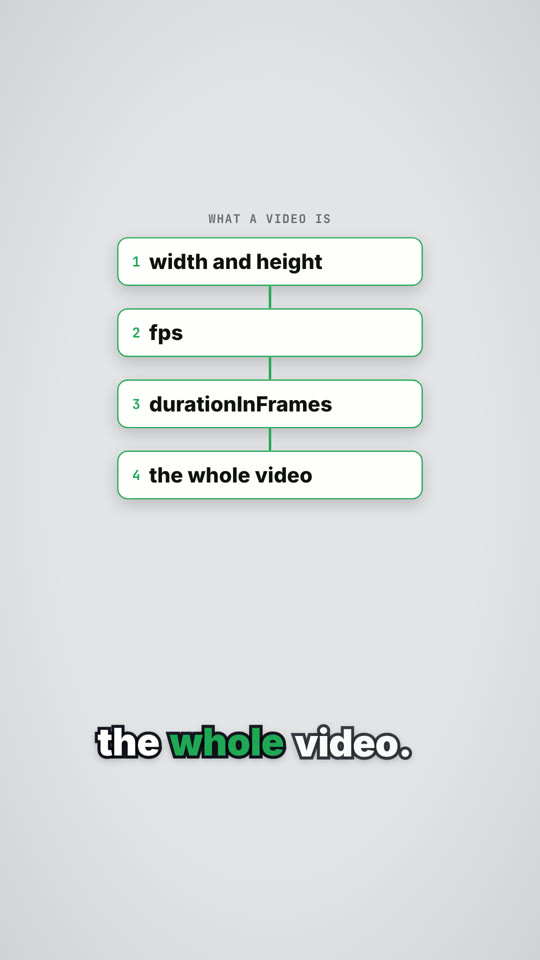 WHAT A VIDEO IS
1 width and height
2 fps
3 durationInFrames
4 the whole video
the whole video.